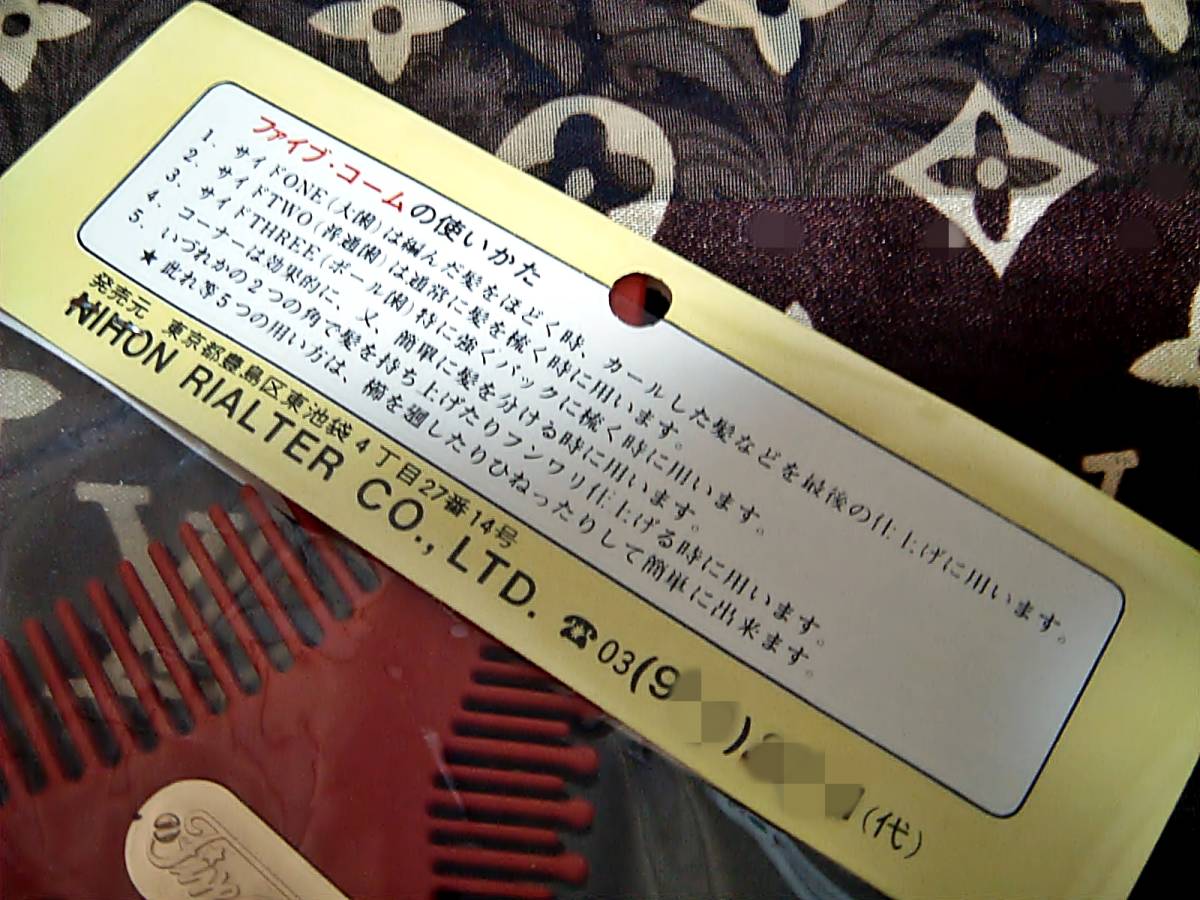 ファイブ・コームの使いかた
1. サイドONE(大歯)は編んだ髪をほどく時、カールした髪などを最後の仕上げに用います。
2. サイドTWO(普通歯)は通常に髪を梳く時に用います。
3. サイドTHREE(ボール歯)特に強くバックに梳く時に用います。
4. コーナーは効果的に、又、簡単に髪を分ける時に用います。
5. いづれかの2つの角で髪を持ち上げたりフンワリ仕上げる時に用います。
★ 此れ等5つの用い方は、櫛を廻したりひねったりして簡単に出来ます。
発売元 東京都豊島区東池袋4丁目27番14号
NIHON RIALTER CO., LTD. ☎03(9 ) (代)